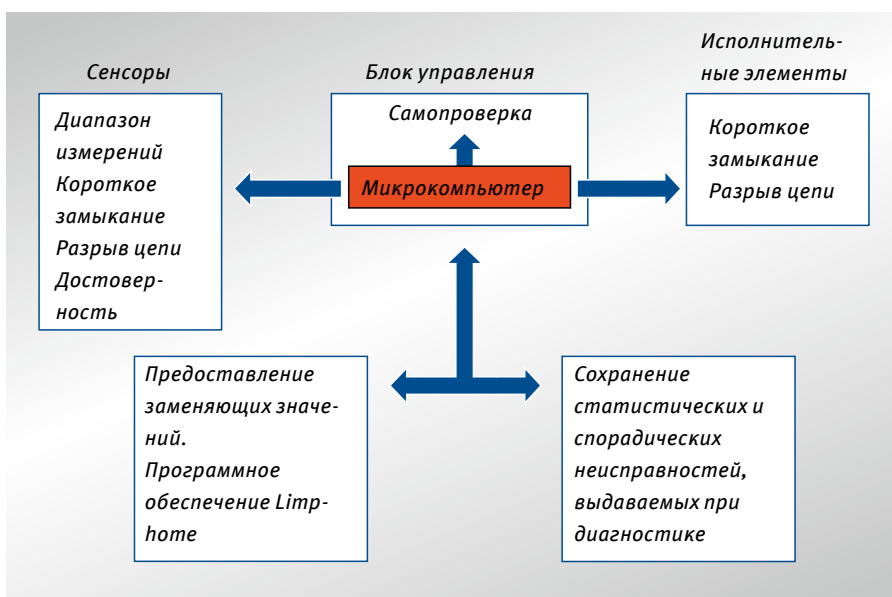 Сенсоры
Диапазон
измерений
Короткое
замыкание
Разрыв цепи
Достовер-
ность
Блок управления
Самопроверка
Микрокомпьютер
Исполнитель-
ные элементы
Короткое
замыкание
Разрыв цепи
Предоставление
заменяющих значе-
ний.
Программное
обеспечение Limp-
home
Сохранение
статистических и
спорадических
неисправностей,
выдаваемых при
диагностике